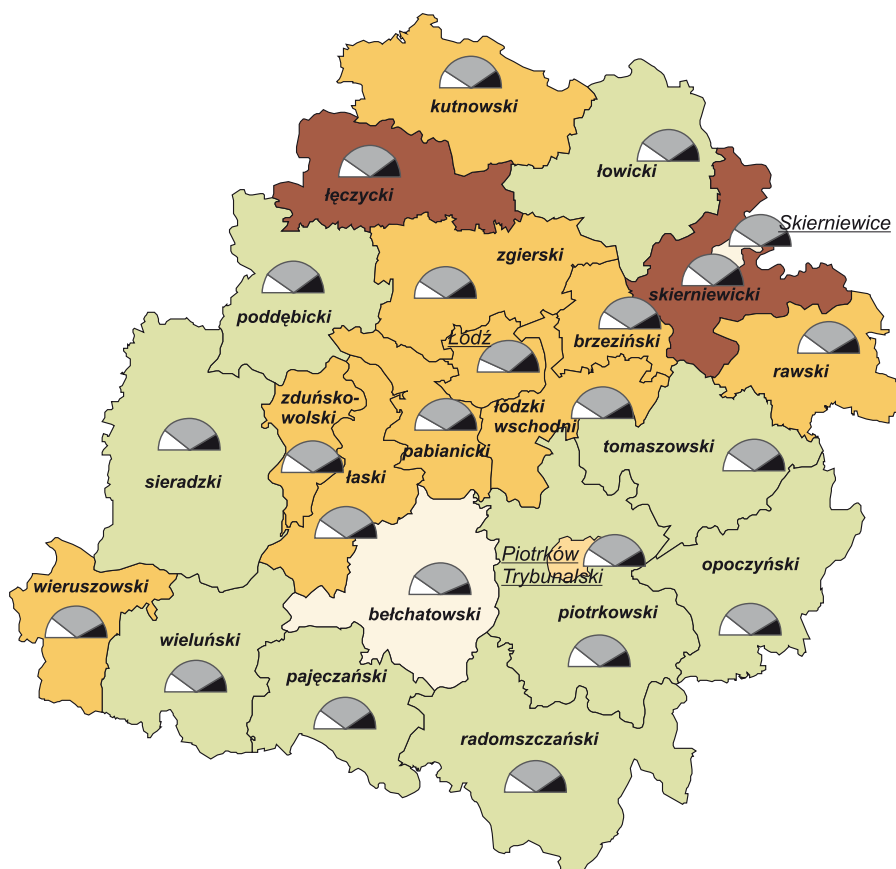 kutnowski
łowicki
łęczycki
Skierniewice
zgierski
skierniewicki
poddębicki
Łódź
brzeziński
rawski
zduńsko-
wolski
łódzki
wschodni
tomaszowski
pabianicki
łaski
sieradzki
Piotrków
Trybunalski
opoczyński
wieruszowski
bełchatowski
piotrkowski
wieluński
pajęczański
radomszczański